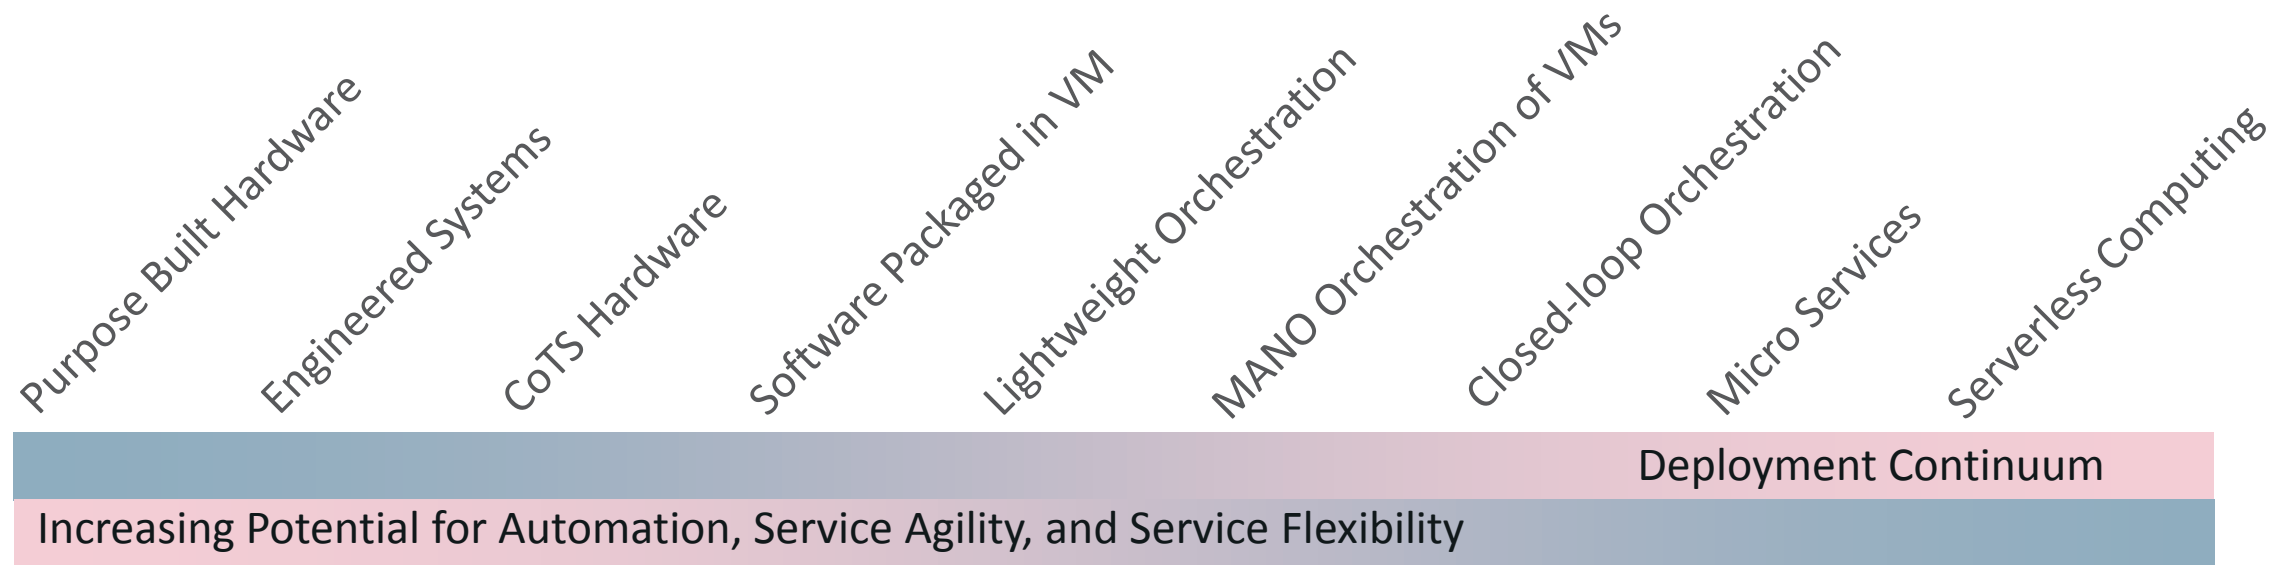 Purpose Built Hardware
Engineered Systems
CoTS Hardware
Software Packaged in VM
Lightweight Orchestration
MANO Orchestration of VMs
Closed-loop Orchestration
Micro Services
Serverless Computing
Deployment Continuum
Increasing Potential for Automation, Service Agility, and Service Flexibility